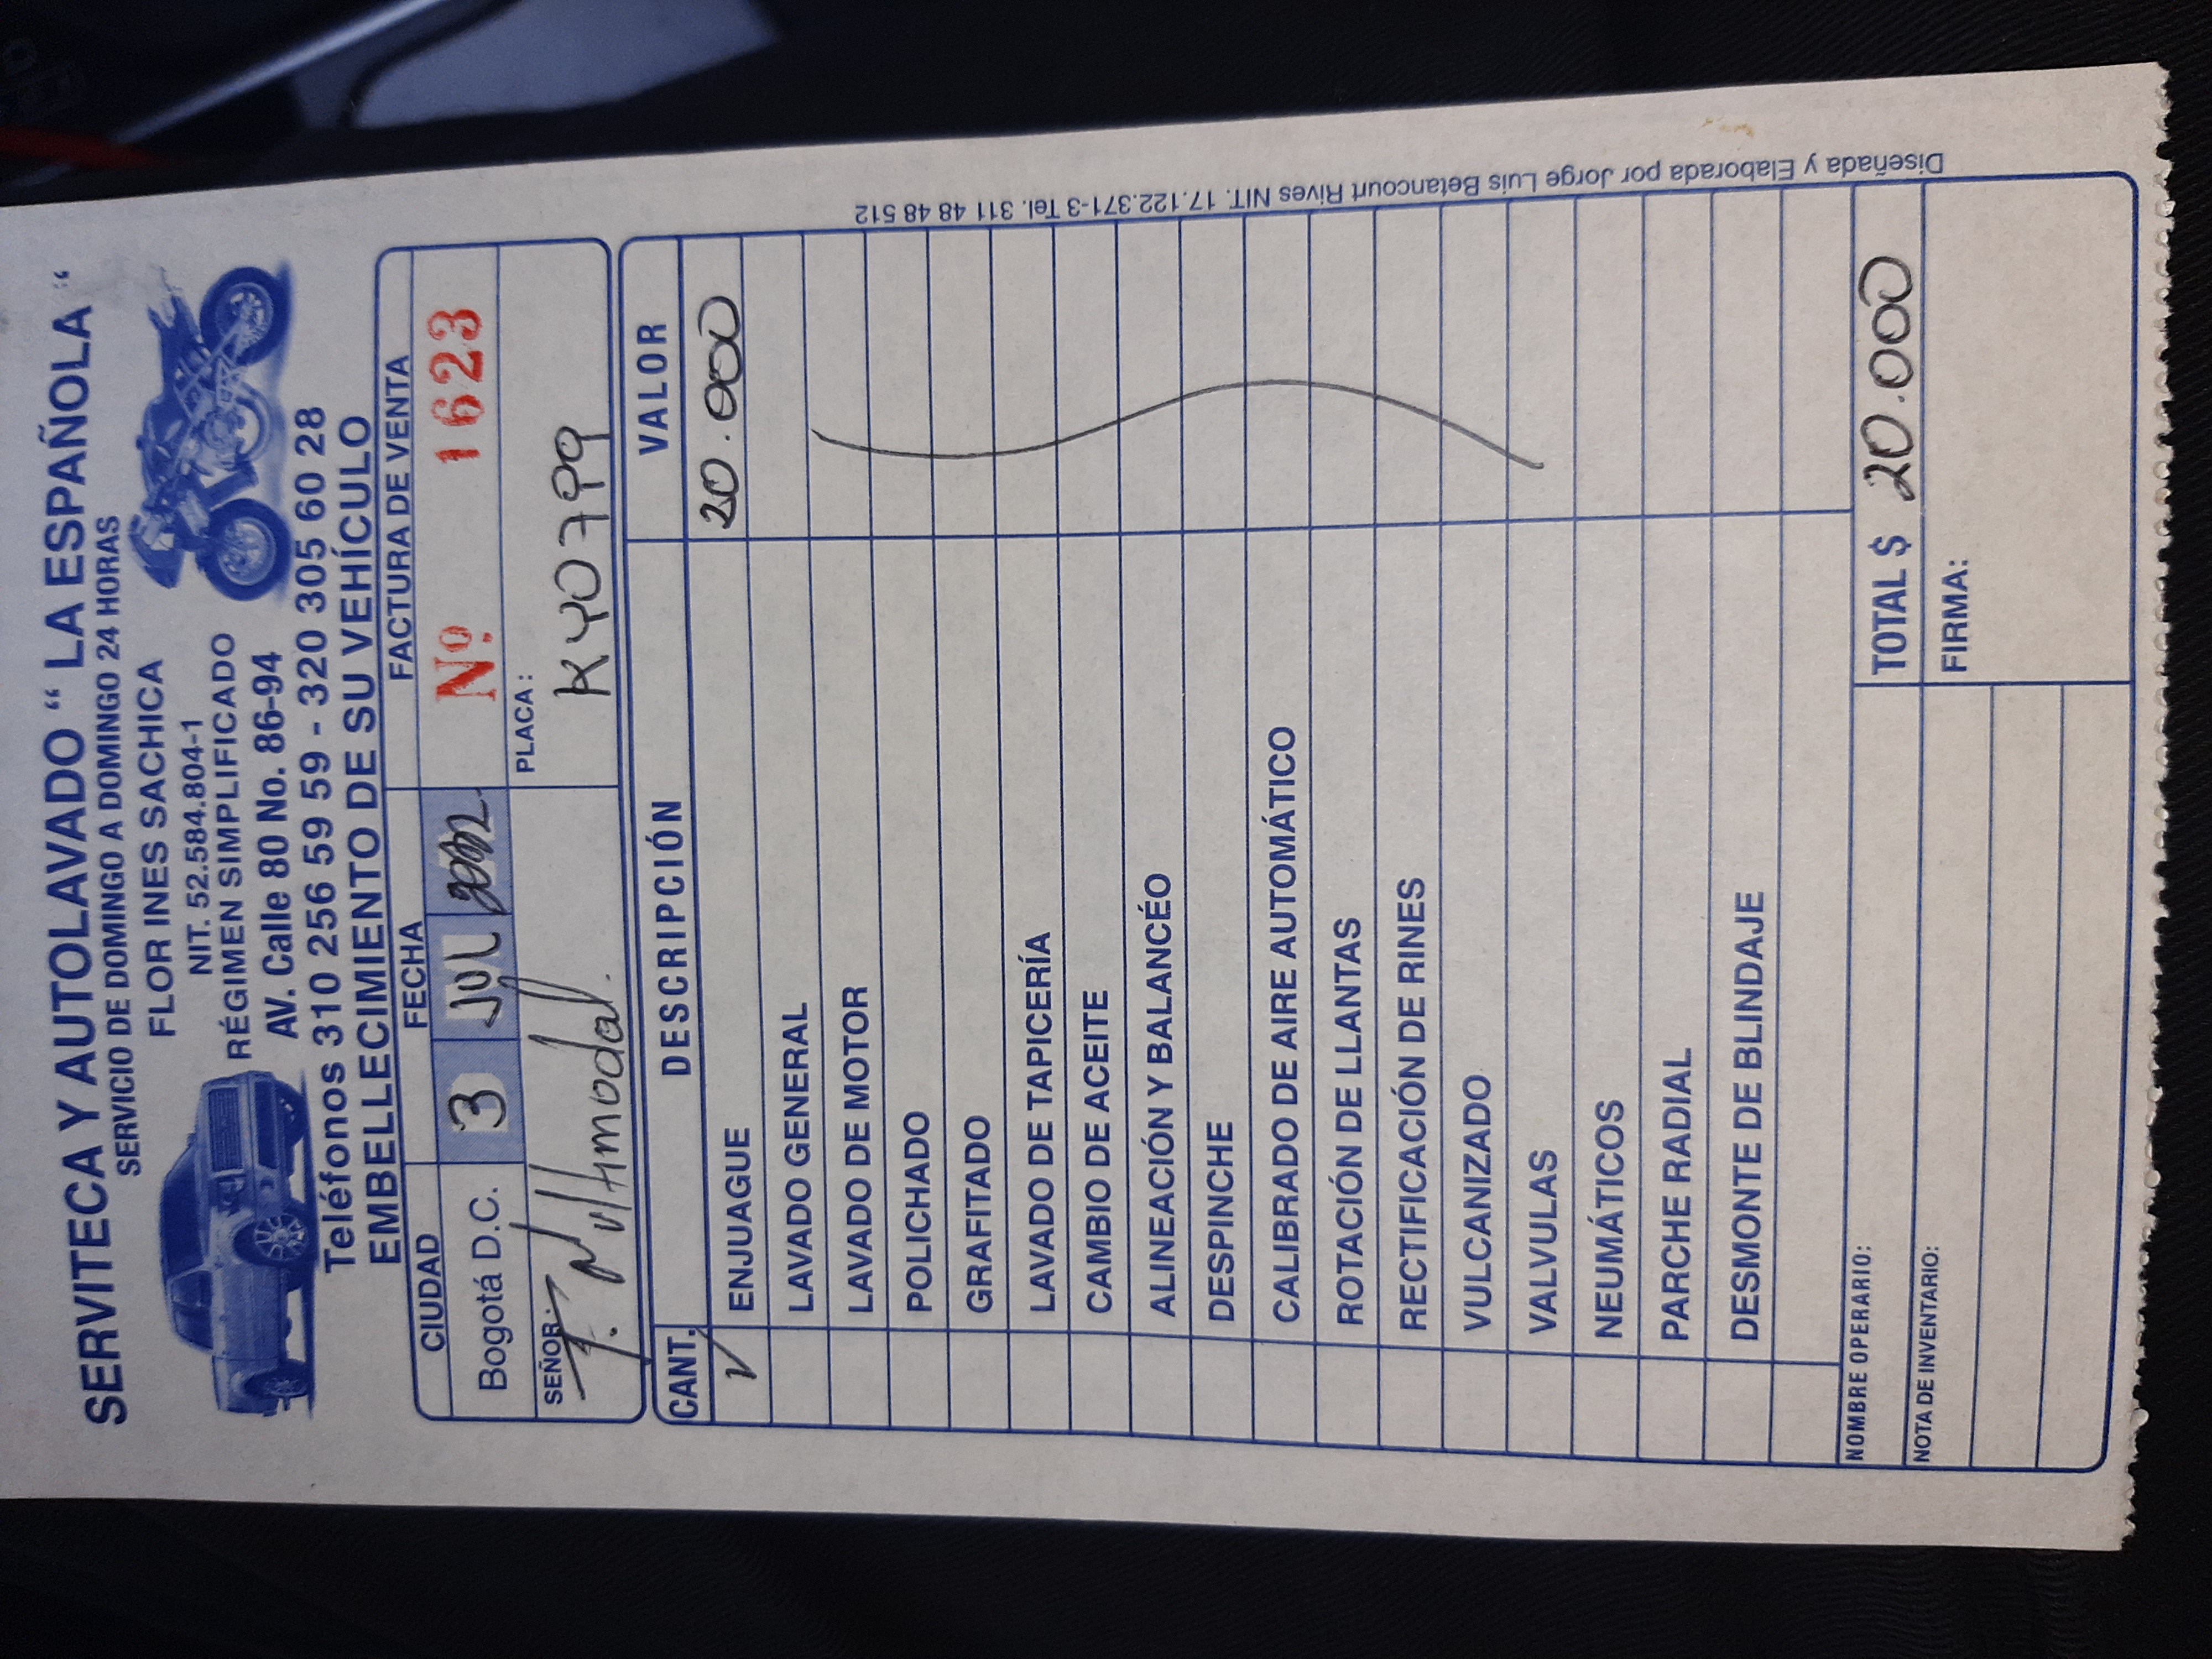 SERVITECA Y AUTOLAVADO “ LA ESPAÑOLA “
SERVICIO DE DOMINGO A DOMINGO 24 HORAS
FLOR INES SACHICA
NIT. 52.584.804-1
RÉGIMEN SIMPLIFICADO
AV. Calle 80 No. 86-94
Teléfonos 310 256 59 59 - 320 305 60 28
EMBELLECIMIENTO DE SU VEHÍCULO
CIUDAD FECHA FACTURA DE VENTA
Bogotá D.C. 3 JUL Nº 1623
SEÑOR: PLACA:
T. Multimodal. KYO799
CANT. DESCRIPCIÓN VALOR
✓ ENJUAGUE 20.000
LAVADO GENERAL
LAVADO DE MOTOR
POLICHADO
GRAFITADO
LAVADO DE TAPICERÍA
CAMBIO DE ACEITE
ALINEACIÓN Y BALANCÉO
DESPINCHE
CALIBRADO DE AIRE AUTOMÁTICO
ROTACIÓN DE LLANTAS
RECTIFICACIÓN DE RINES
VULCANIZADO
VALVULAS
NEUMÁTICOS
PARCHE RADIAL
DESMONTE DE BLINDAJE
NOMBRE OPERARIO: TOTAL $ 20.000
NOTA DE INVENTARIO: FIRMA:
Diseñada y Elaborada por Jorge Luis Betancourt Rives NIT. 17.122.371-3 Tel. 311 48 48 512